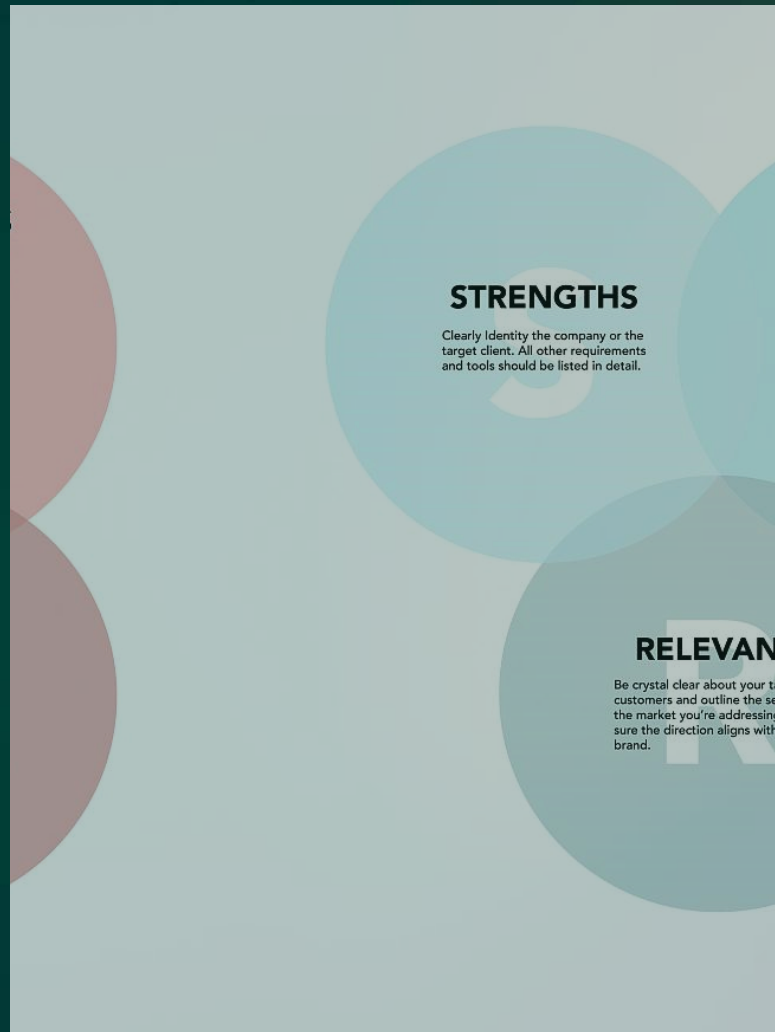 S
STRENGTHS
Clearly Identity the company or the
target client. All other requirements
and tools should be listed in detail.
R
RELEVAN
Be crystal clear about your t
customers and outline the se
the market you're addressing
sure the direction aligns with
brand.